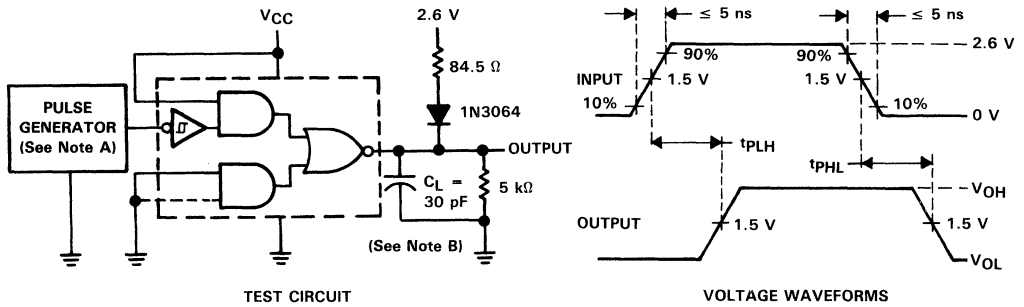 VCC
2.6 V
84.5 Ω
1N3064
PULSE
GENERATOR
(See Note A)
OUTPUT
CL =
30 pF
5 kΩ
(See Note B)
TEST CIRCUIT
≤ 5 ns
≤ 5 ns
2.6 V
90%
90%
INPUT
1.5 V
1.5 V
10%
10%
0 V
tPLH
tPHL
VOH
OUTPUT
1.5 V
1.5 V
VOL
VOLTAGE WAVEFORMS